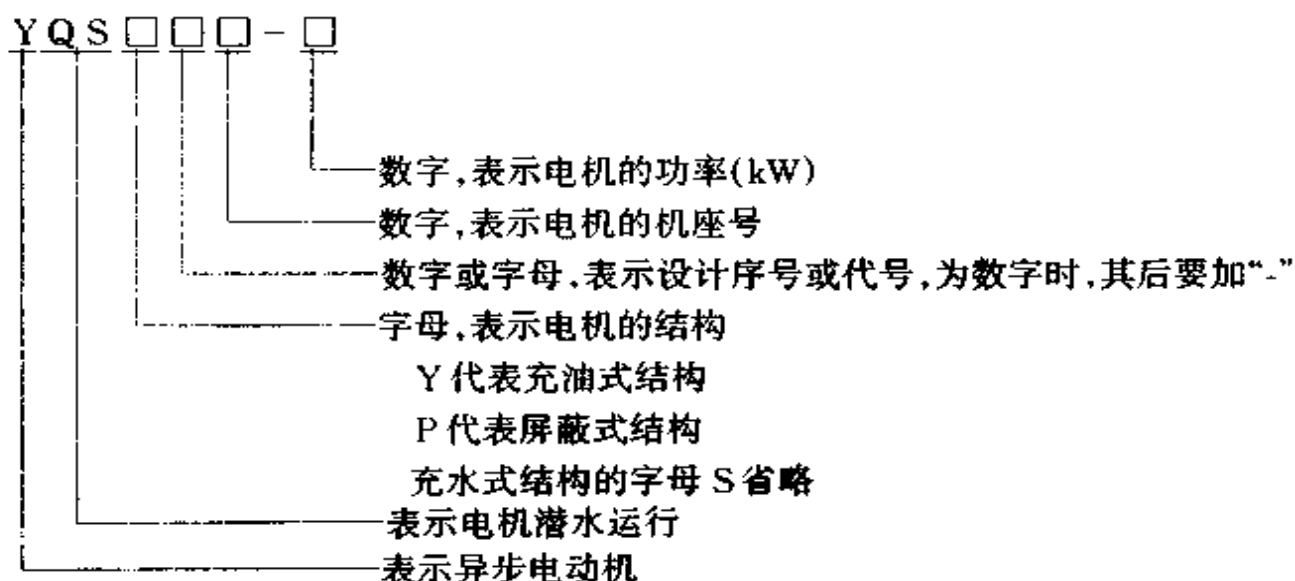 YQS□□□-□
数字,表示电机的功率(kW)
数字,表示电机的机座号
数字或字母,表示设计序号或代号,为数字时,其后要加“-”
字母,表示电机的结构
Y代表充油式结构
P代表屏蔽式结构
充水式结构的字母S省略
表示电机潜水运行
表示异步电动机